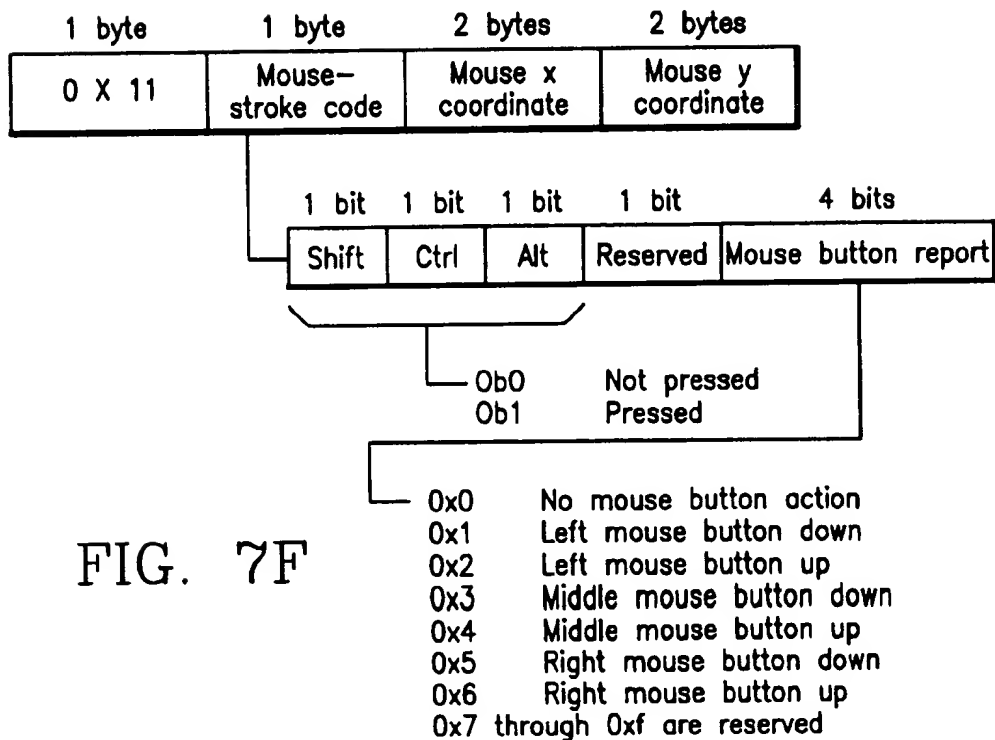 1 byte 1 byte 2 bytes 2 bytes
0 X 11 Mouse-stroke code Mouse x coordinate Mouse y coordinate
1 bit 1 bit 1 bit 1 bit 4 bits
Shift Ctrl Alt Reserved Mouse button report
0b0 Not pressed
0b1 Pressed
0x0 No mouse button action
0x1 Left mouse button down
0x2 Left mouse button up
0x3 Middle mouse button down
0x4 Middle mouse button up
0x5 Right mouse button down
0x6 Right mouse button up
0x7 through 0xf are reserved
FIG. 7F